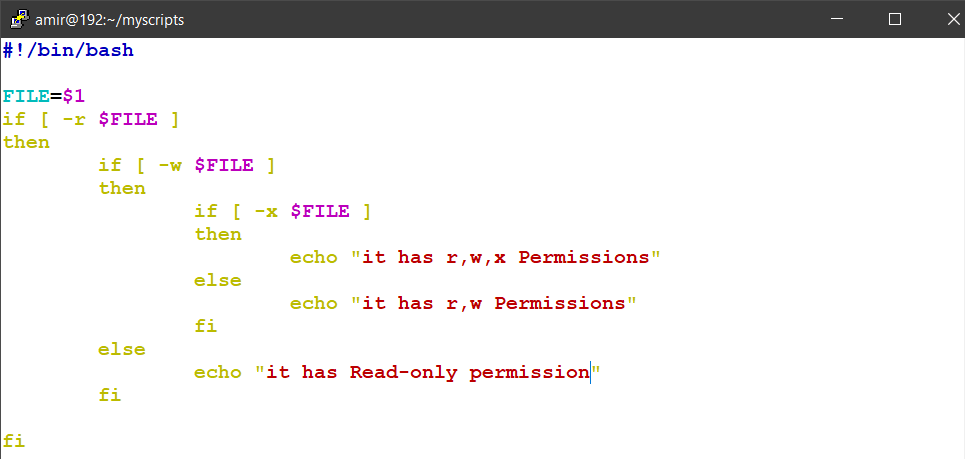 amir@192:~/myscripts
#!/bin/bash

FILE=$1
if [ -r $FILE ]
then
        if [ -w $FILE ]
        then
                if [ -x $FILE ]
                then
                        echo "it has r,w,x Permissions"
                else
                        echo "it has r,w Permissions"
                fi
        else
                echo "it has Read-only permission"
        fi

fi